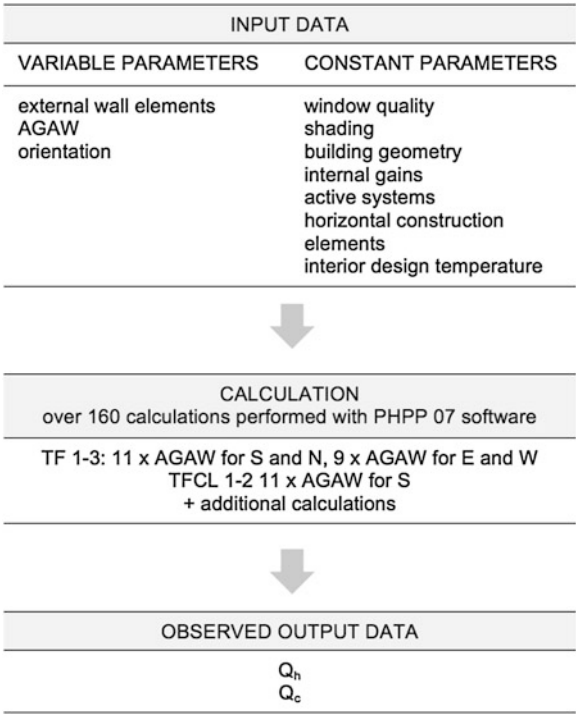 INPUT DATA
VARIABLE PARAMETERS
external wall elements
AGAW
orientation
CONSTANT PARAMETERS
window quality
shading
building geometry
internal gains
active systems
horizontal construction
elements
interior design temperature
CALCULATION
over 160 calculations performed with PHPP 07 software
TF 1-3: 11 x AGAW for S and N, 9 x AGAW for E and W
TFCL 1-2 11 x AGAW for S
+ additional calculations
OBSERVED OUTPUT DATA
Qh
Qc